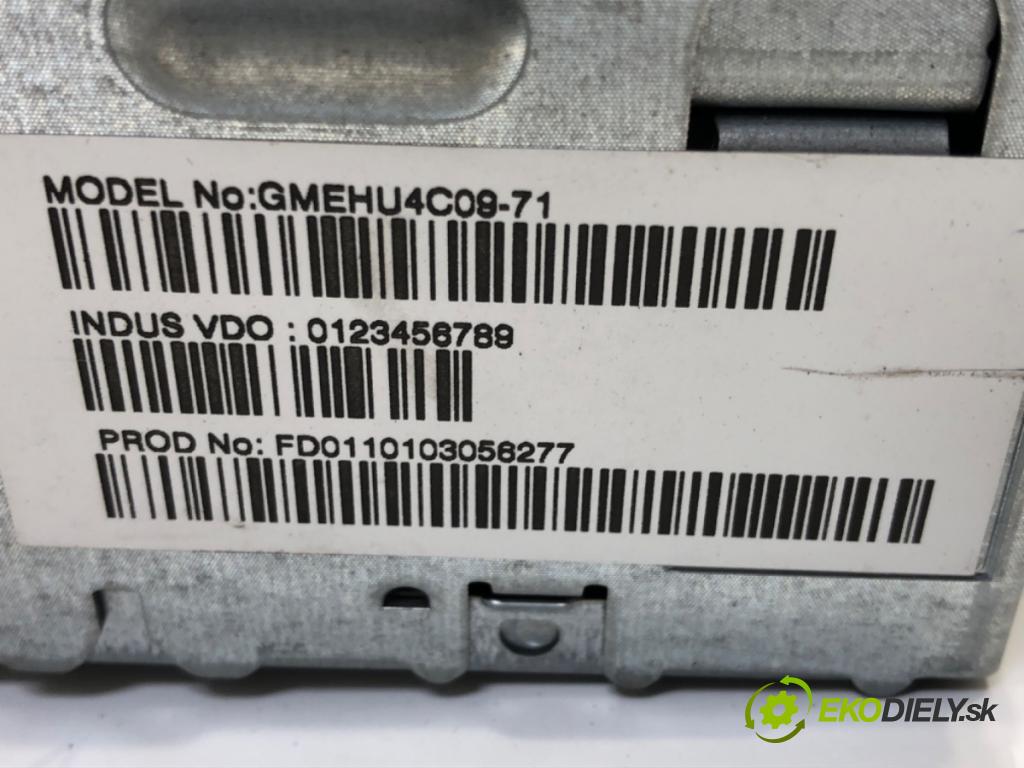 MODEL No:GMEHU4C09-71
INDUS VDO : 0123456789
PROD No: FD0110103056277
EKODIELY.sk